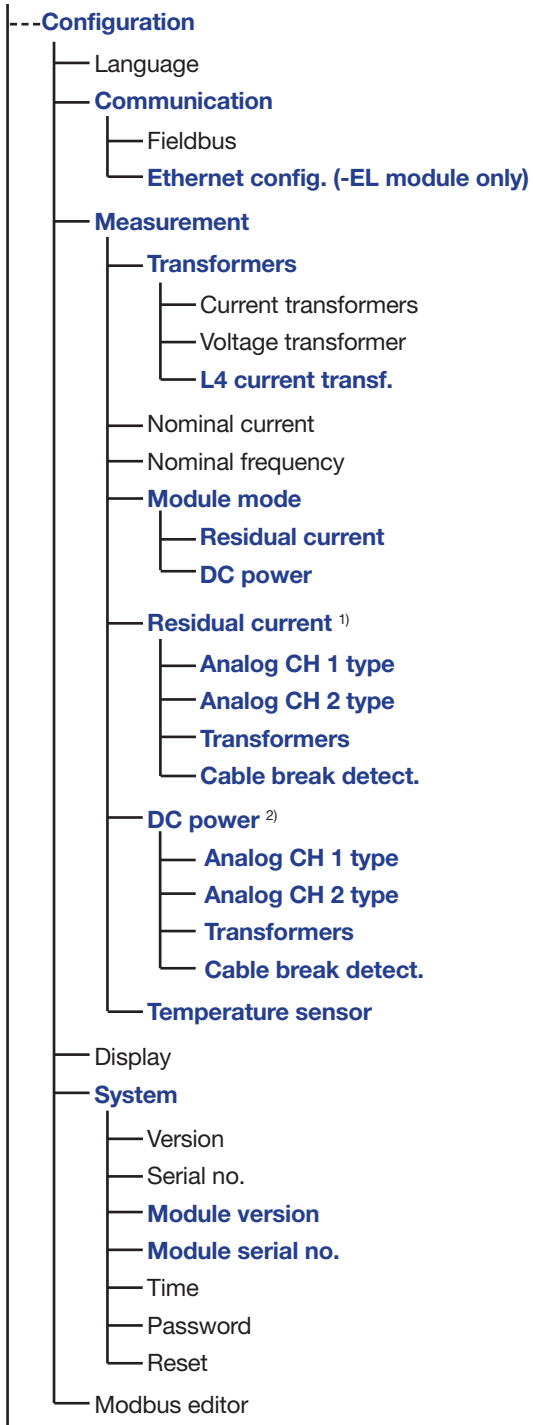 Configuration
Language
Communication
Fieldbus
Ethernet config. (-EL module only)
Measurement
Transformers
Current transformers
Voltage transformer
L4 current transf.
Nominal current
Nominal frequency
Module mode
Residual current
DC power
Residual current 1)
Analog CH 1 type
Analog CH 2 type
Transformers
Cable break detect.
DC power 2)
Analog CH 1 type
Analog CH 2 type
Transformers
Cable break detect.
Temperature sensor
Display
System
Version
Serial no.
Module version
Module serial no.
Time
Password
Reset
Modbus editor